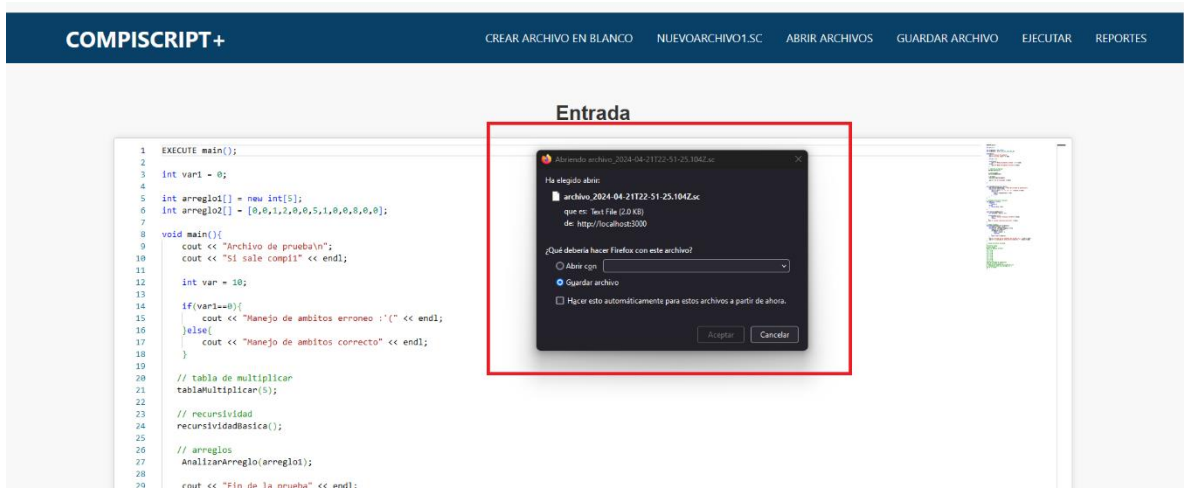 COMPISCRIPT+
CREAR ARCHIVO EN BLANCO NUEVOARCHIVO1.SC ABRIR ARCHIVOS GUARDAR ARCHIVO EJECUTAR REPORTES
Entrada
1 EXECUTE main();
2
3 int var1 = 0;
4
5 int arreglo1[] = new int[5];
6 int arreglo2[] = [0,0,1,2,0,0,5,1,0,0,8,0,0];
7
8 void main(){
9 cout << "Archivo de prueba\n";
10 cout << "Si sale compi1" << endl;
11
12 int var = 10;
13
14 if(var1==0){
15 cout << "Manejo de ambitos erroneo :'(" << endl;
16 }else{
17 cout << "Manejo de ambitos correcto" << endl;
18 }
19
20 // tabla de multiplicar
21 tablaMultiplicar(5);
22
23 // recursividad
24 recursividadBasica();
25
26 // arreglos
27 AnalizarArreglo(arreglo1);
28
29 cout << "Fin de la prueba" << endl;
Abriendo archivo_2024-04-21T22-51-25.104Z.sc
Ha elegido abrir:
archivo_2024-04-21T22-51-25.104Z.sc
que es: Text File (2.0 KB)
de: http://localhost:3000
¿Qué debería hacer Firefox con este archivo?
Abrir con
Guardar archivo
Hacer esto automáticamente para estos archivos a partir de ahora.
Aceptar Cancelar